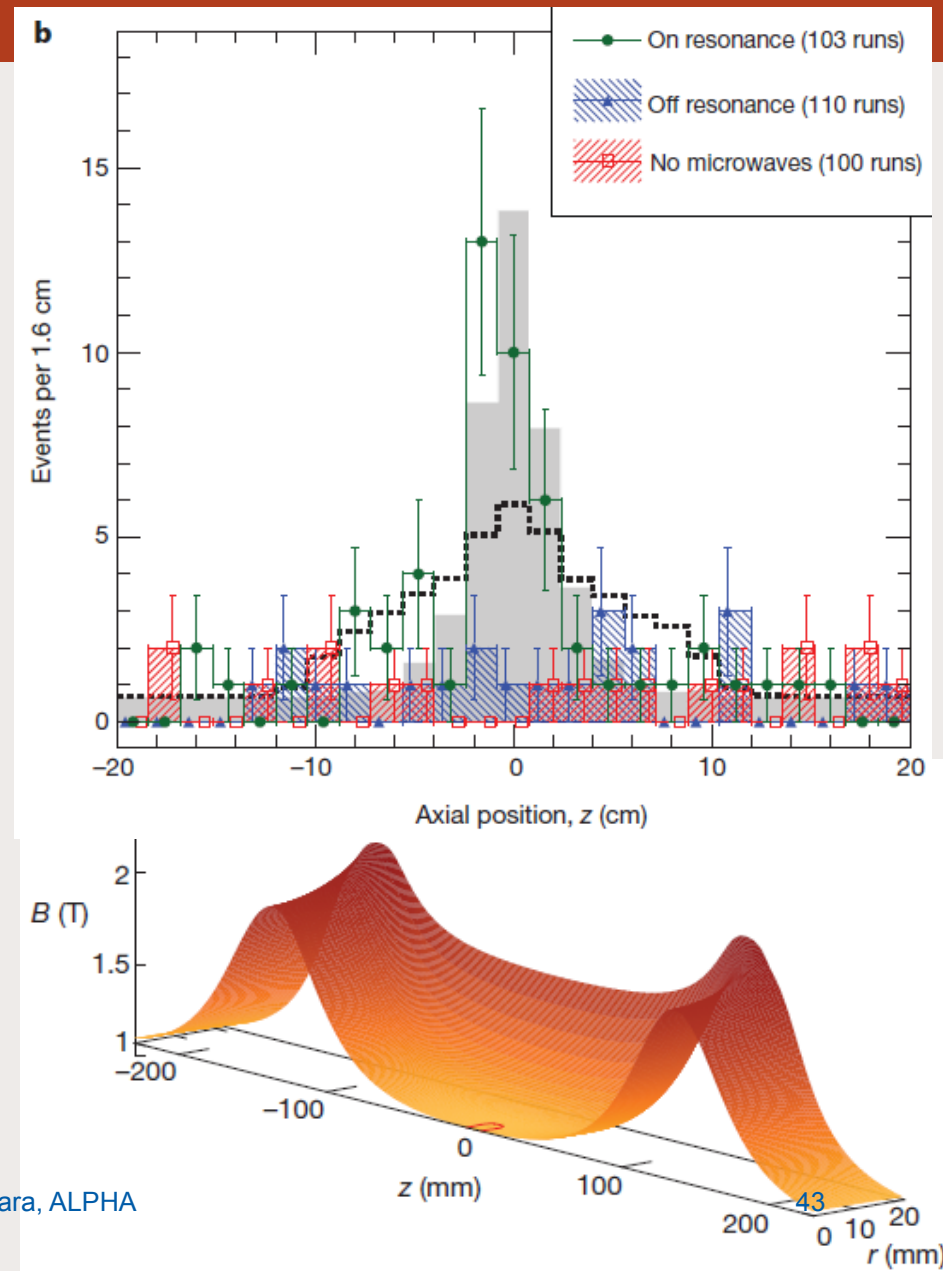 b
On resonance (103 runs)
Off resonance (110 runs)
No microwaves (100 runs)
Events per 1.6 cm
15
10
5
0
−20
−10
0
10
20
Axial position, z (cm)
B (T)
2
1.5
1
−200
−100
0
100
200
z (mm)
0
10
20
r (mm)
ara, ALPHA
43